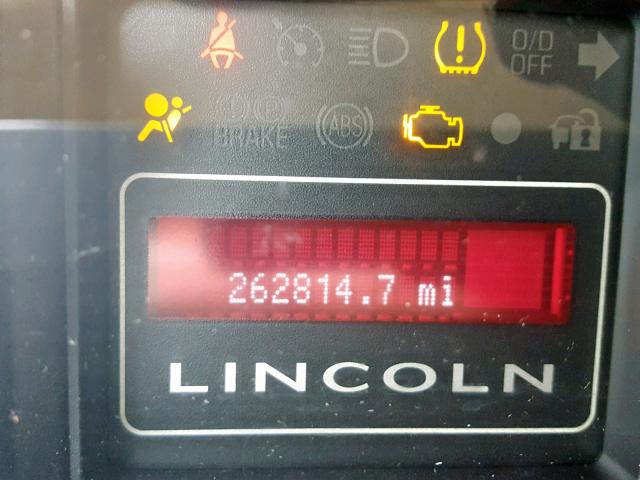 O/D
OFF
BRAKE
ABS
262814.7 mi
LINCOLN